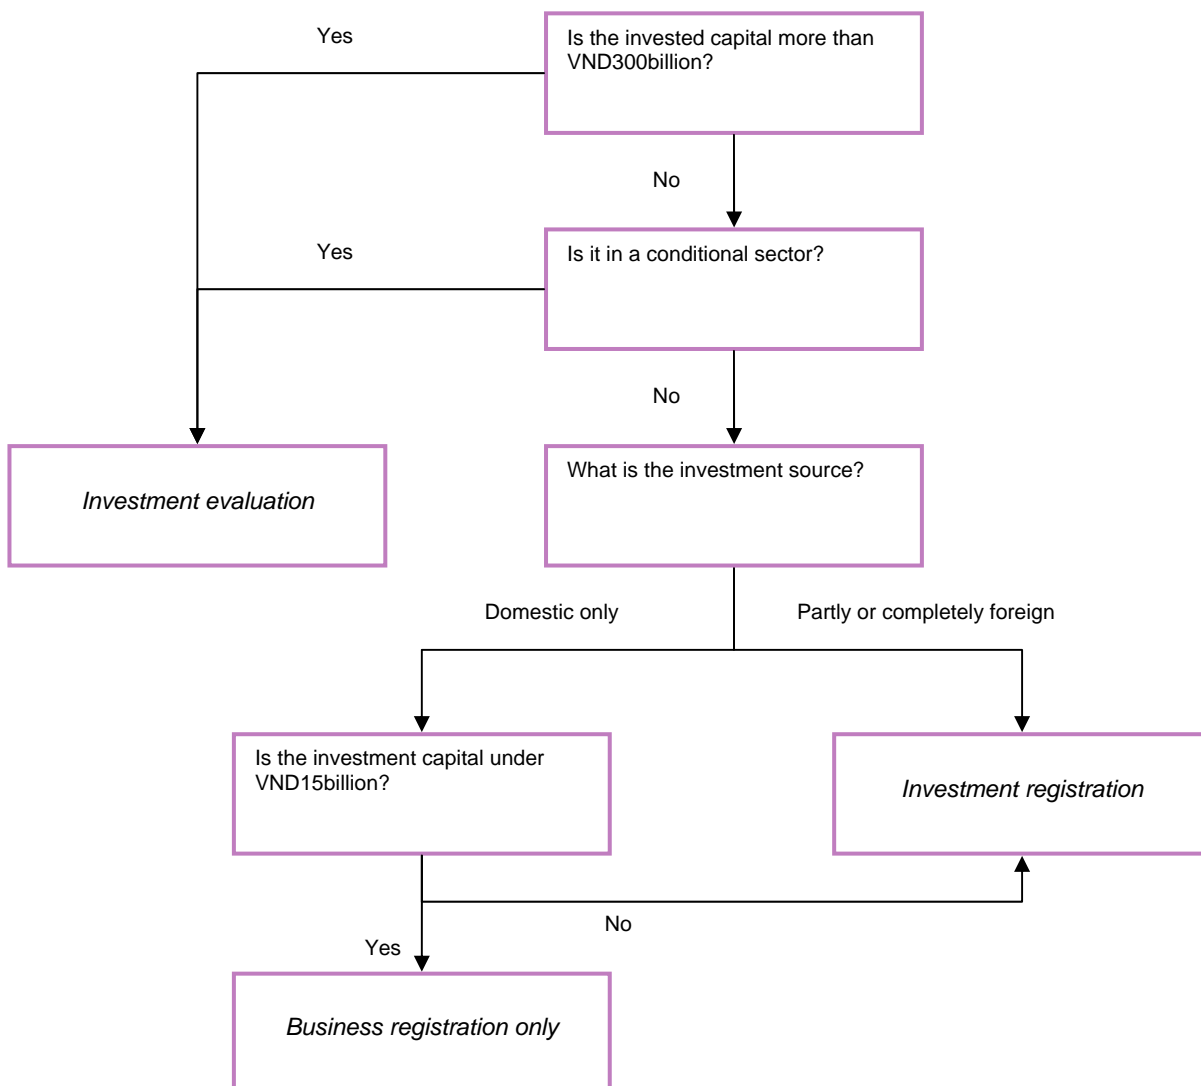 Yes
Is the invested capital more than
VND300billion?
No
Yes
Is it in a conditional sector?
No
Investment evaluation
What is the investment source?
Domestic only
Partly or completely foreign
Is the investment capital under
VND15billion?
Investment registration
No
Yes
Business registration only